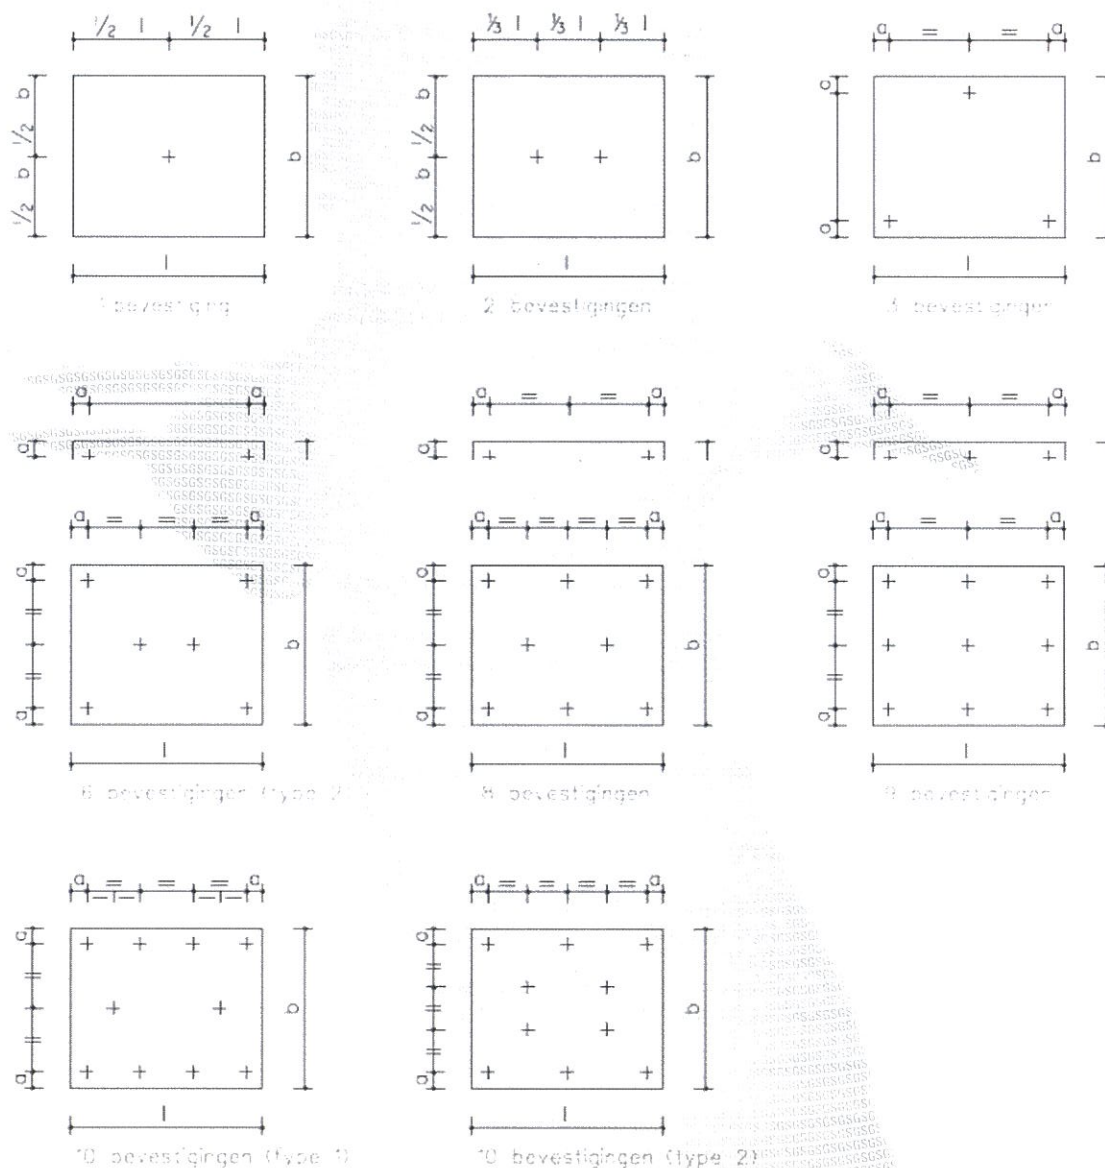 ½ l ½ l
½ b ½ b
b
l
1 bevestiging
⅓ l ⅓ l ⅓ l
½ b ½ b
b
l
2 bevestigingen
a = = a
a a
b
l
3 bevestigingen
a a
a
a = = a
a
a = = a
a
a = = = a
a = = a
b
l
6 bevestigingen (type 2)
a = = = = a
a = = a
b
l
8 bevestigingen
a = = a
a = = a
b
l
9 bevestigingen
a = = = a
a = = a
b
l
10 bevestigingen (type 1)
a = = = = a
a = = = a
b
l
10 bevestigingen (type 2)